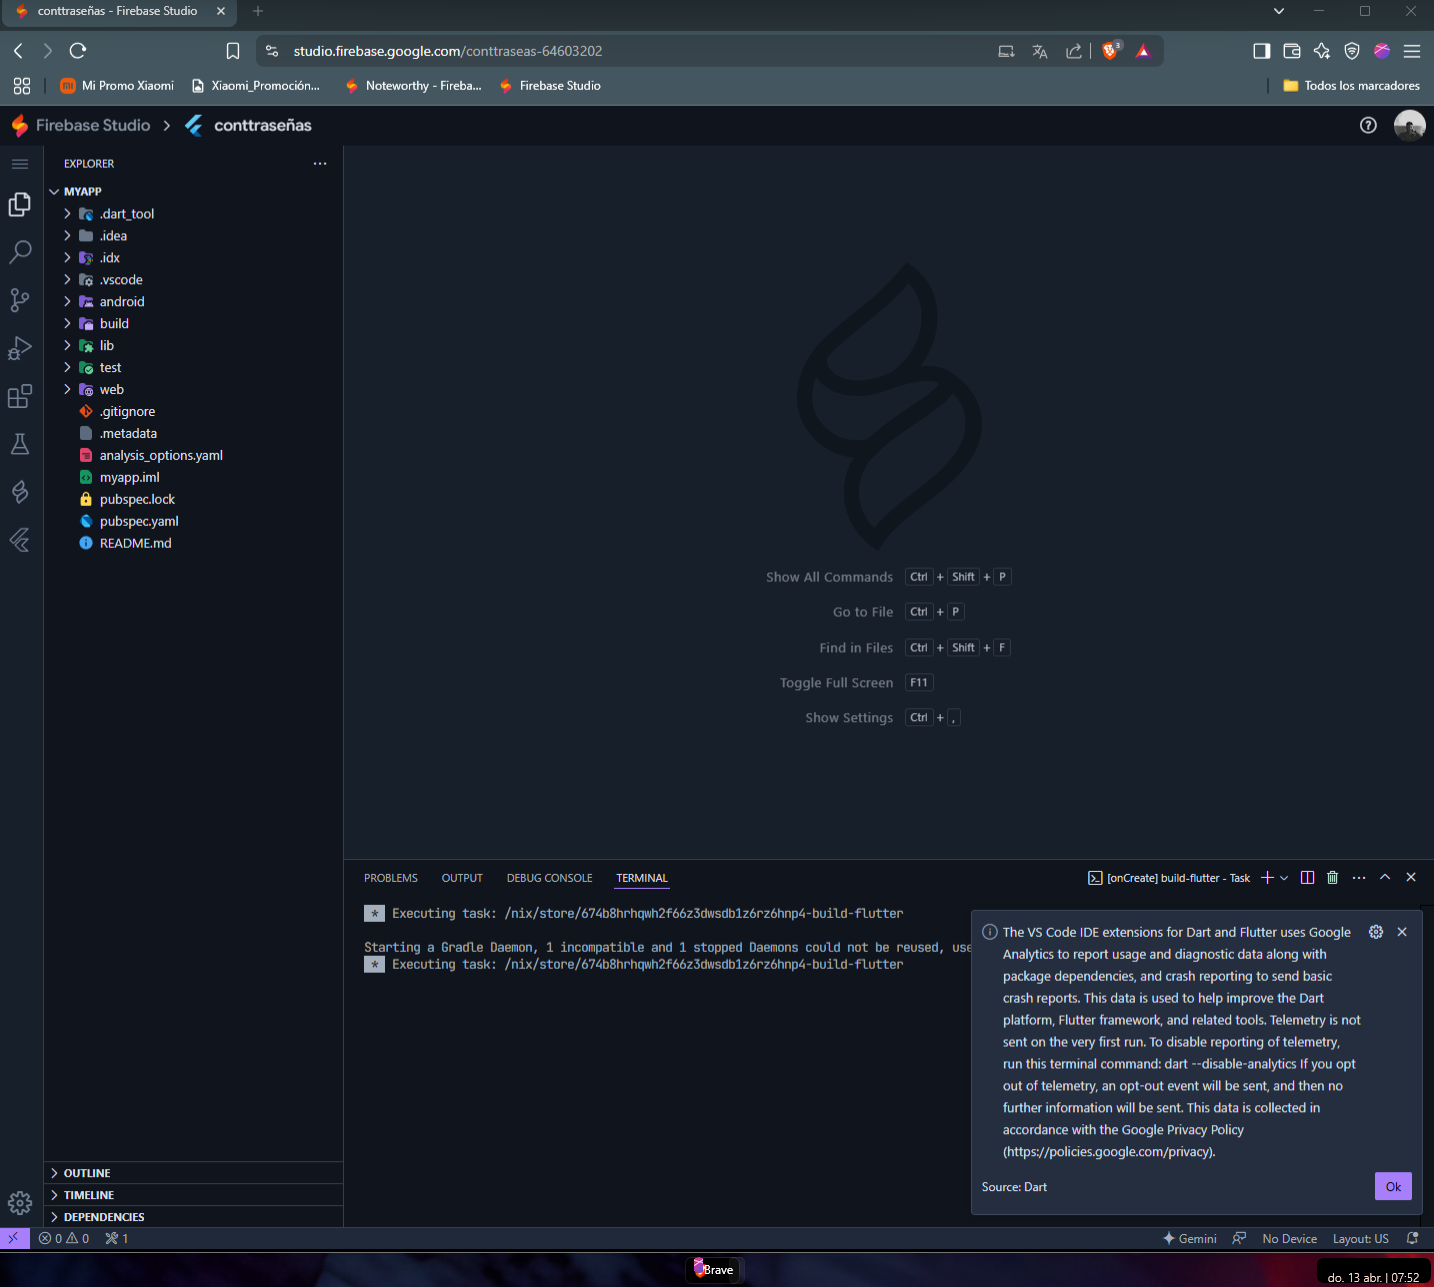 conttraseñas - Firebase Studio
studio.firebase.google.com/conttraseas-64603202
3
Mi Promo Xiaomi
Xiaomi_Promoción...
Noteworthy - Fireba...
Firebase Studio
Todos los marcadores
Firebase Studio
conttraseñas
EXPLORER
MYAPP
.dart_tool
.idea
.idx
.vscode
android
build
lib
test
web
.gitignore
.metadata
analysis_options.yaml
myapp.iml
pubspec.lock
pubspec.yaml
README.md
Show All Commands Ctrl + Shift + P
Go to File Ctrl + P
Find in Files Ctrl + Shift + F
Toggle Full Screen F11
Show Settings Ctrl + ,
PROBLEMS OUTPUT DEBUG CONSOLE TERMINAL
[onCreate] build-flutter - Task
* Executing task: /nix/store/674b8hrhqwh2f66z3dwsdb1z6rz6hnp4-build-flutter
Starting a Gradle Daemon, 1 incompatible and 1 stopped Daemons could not be reused, use
* Executing task: /nix/store/674b8hrhqwh2f66z3dwsdb1z6rz6hnp4-build-flutter
The VS Code IDE extensions for Dart and Flutter uses Google
Analytics to report usage and diagnostic data along with
package dependencies, and crash reporting to send basic
crash reports. This data is used to help improve the Dart
platform, Flutter framework, and related tools. Telemetry is not
sent on the very first run. To disable reporting of telemetry,
run this terminal command: dart --disable-analytics If you opt
out of telemetry, an opt-out event will be sent, and then no
further information will be sent. This data is collected in
accordance with the Google Privacy Policy
(https://policies.google.com/privacy).
Source: Dart
Ok
OUTLINE
TIMELINE
DEPENDENCIES
0 0 1
Gemini
No Device
Layout: US
Brave
do. 13 abr. | 07:52